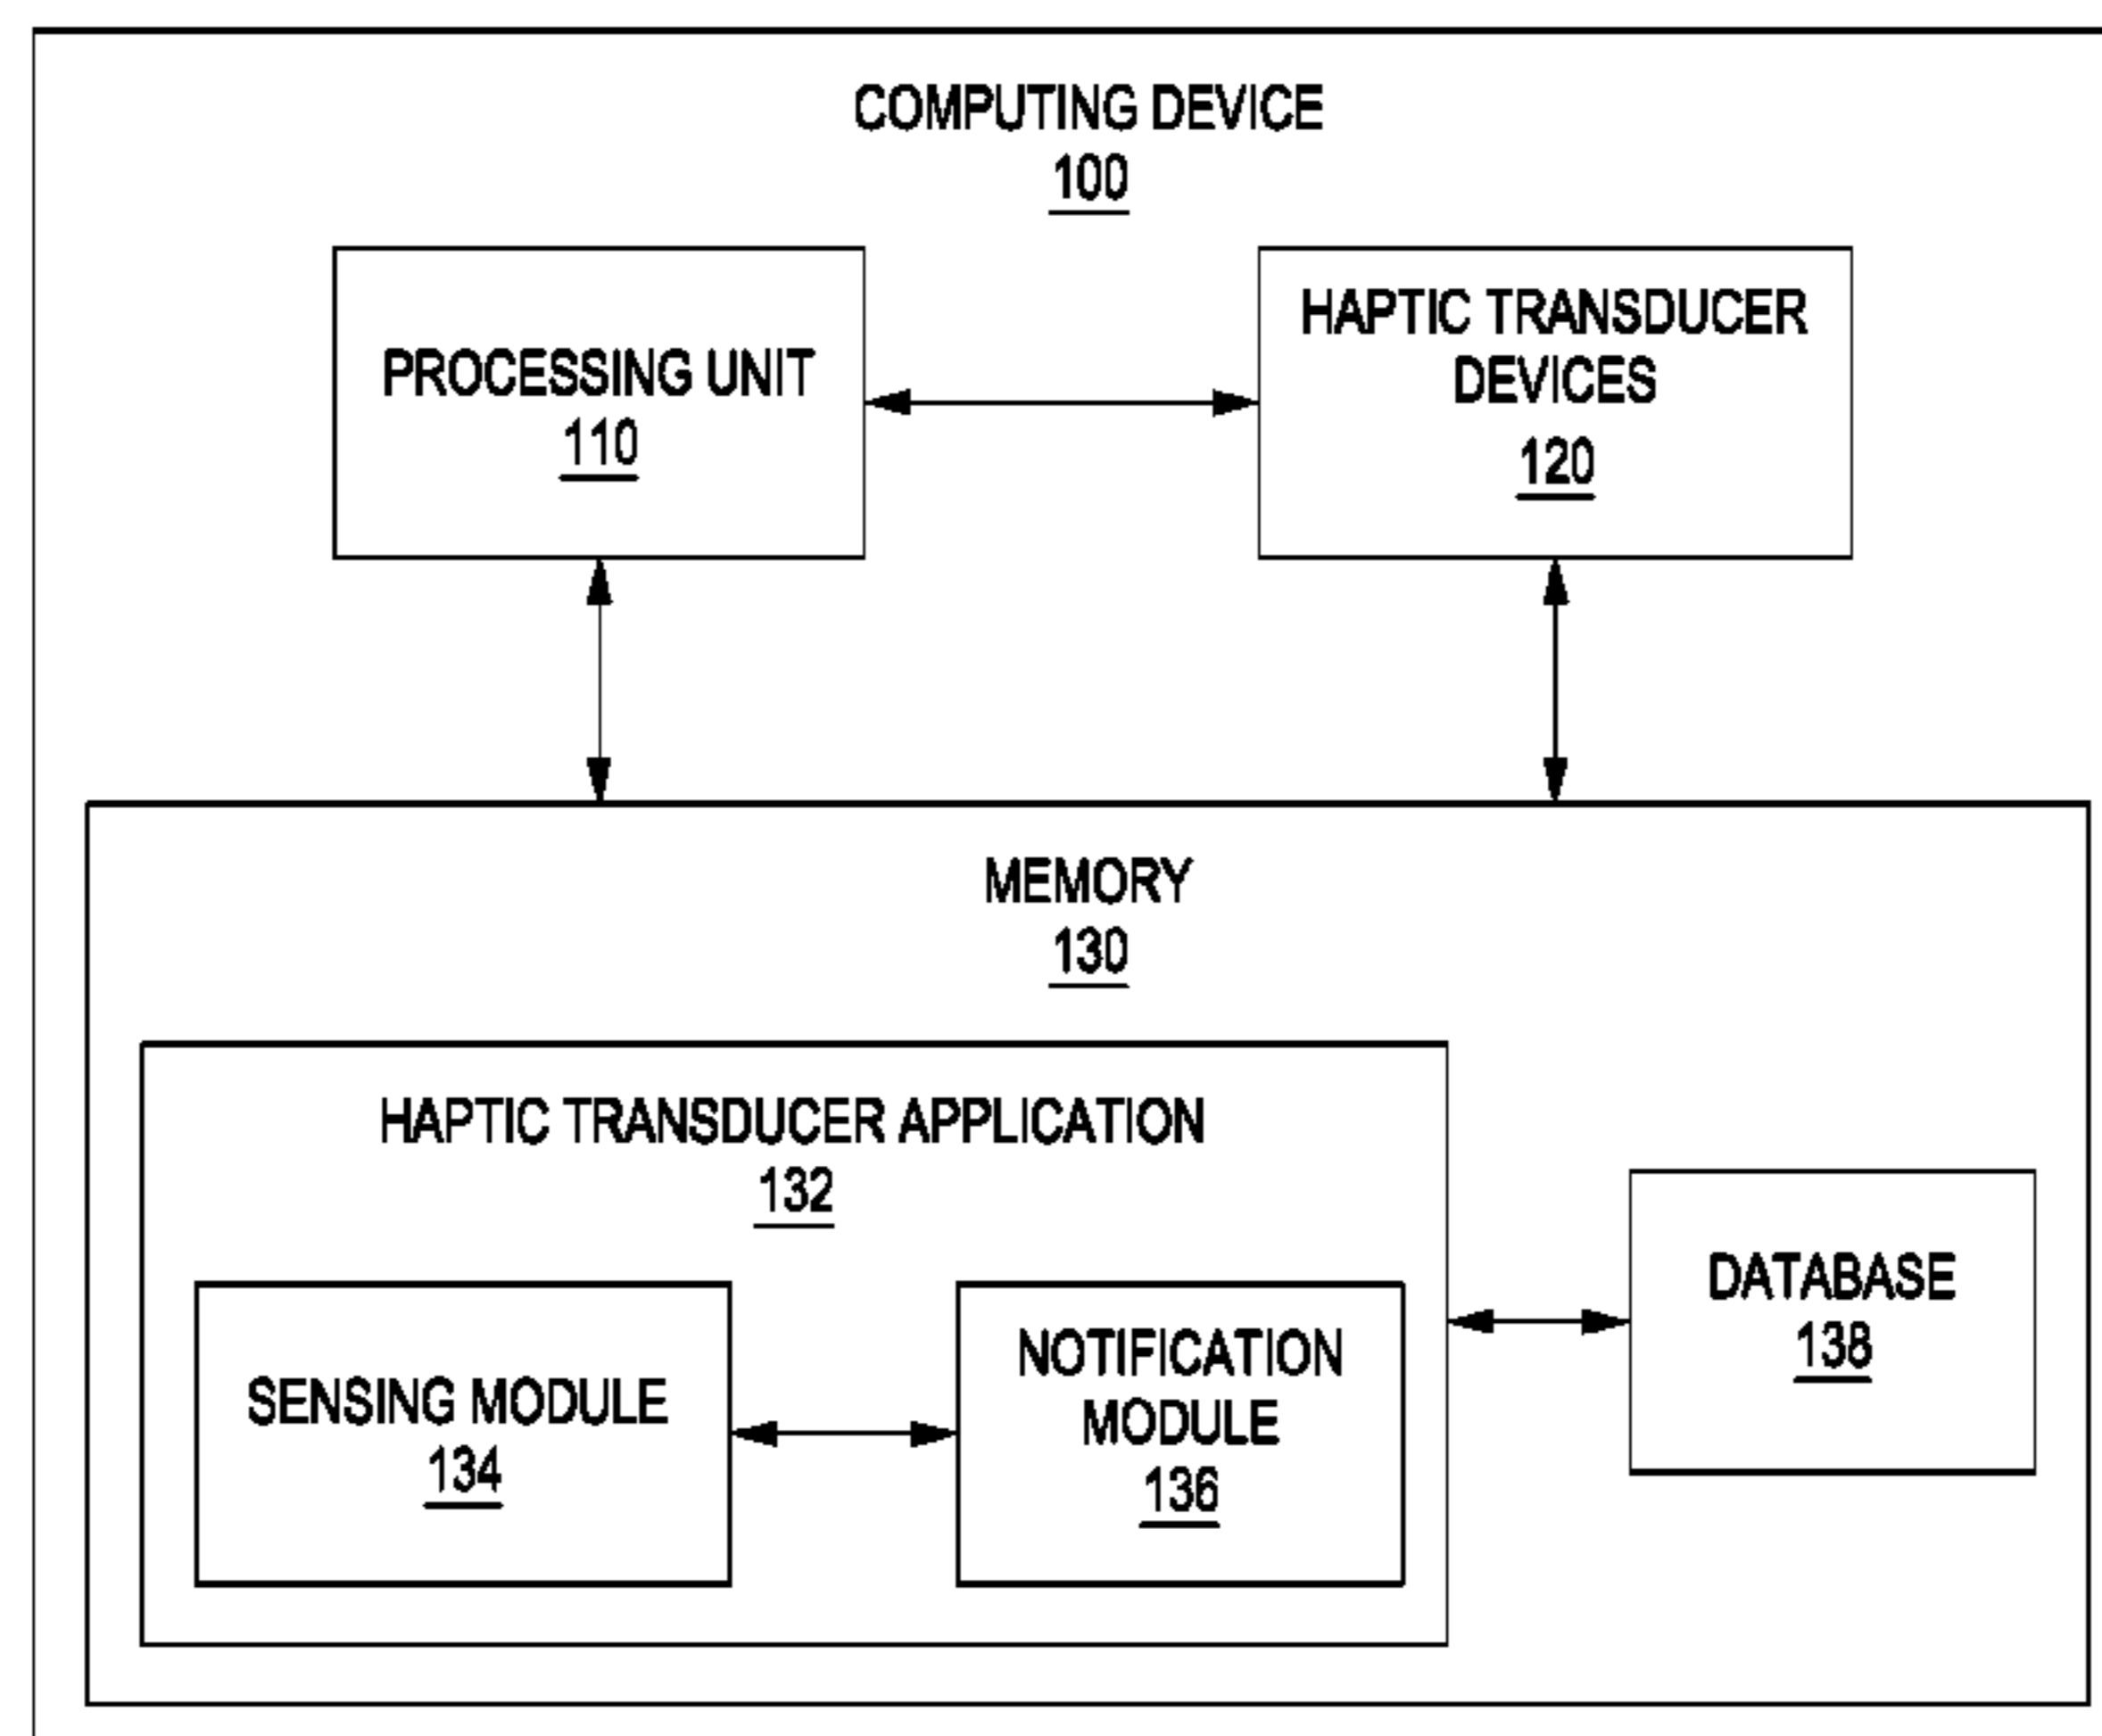 COMPUTING DEVICE
100
PROCESSING UNIT
110
HAPTIC TRANSDUCER
DEVICES
120
MEMORY
130
HAPTIC TRANSDUCER APPLICATION
132
SENSING MODULE
134
NOTIFICATION
MODULE
136
DATABASE
138